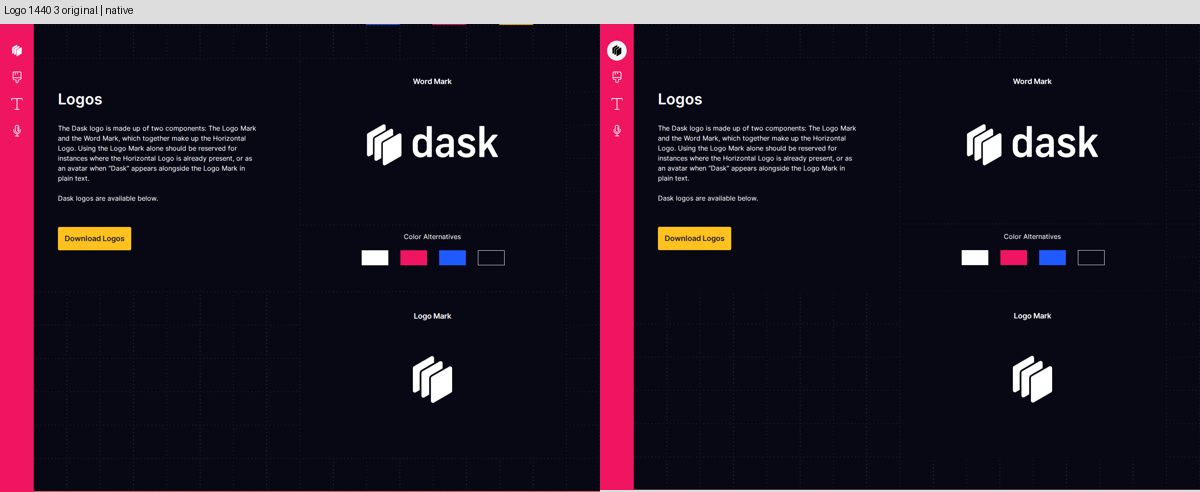 Logo 1440 3 original | native
Logos
The Dask logo is made up of two components: The Logo Mark
and the Word Mark, which together make up the Horizontal
Logo. Using the Logo Mark alone should be reserved for
instances where the Horizontal Logo is already present, or as
an avatar when "Dask" appears alongside the Logo Mark in
plain text.
Dask logos are available below.
Download Logos
Word Mark
dask
Color Alternatives
Logo Mark
Logos
The Dask logo is made up of two components: The Logo Mark
and the Word Mark, which together make up the Horizontal
Logo. Using the Logo Mark alone should be reserved for
instances where the Horizontal Logo is already present, or as
an avatar when "Dask" appears alongside the Logo Mark in
plain text.
Dask logos are available below.
Download Logos
Word Mark
dask
Color Alternatives
Logo Mark